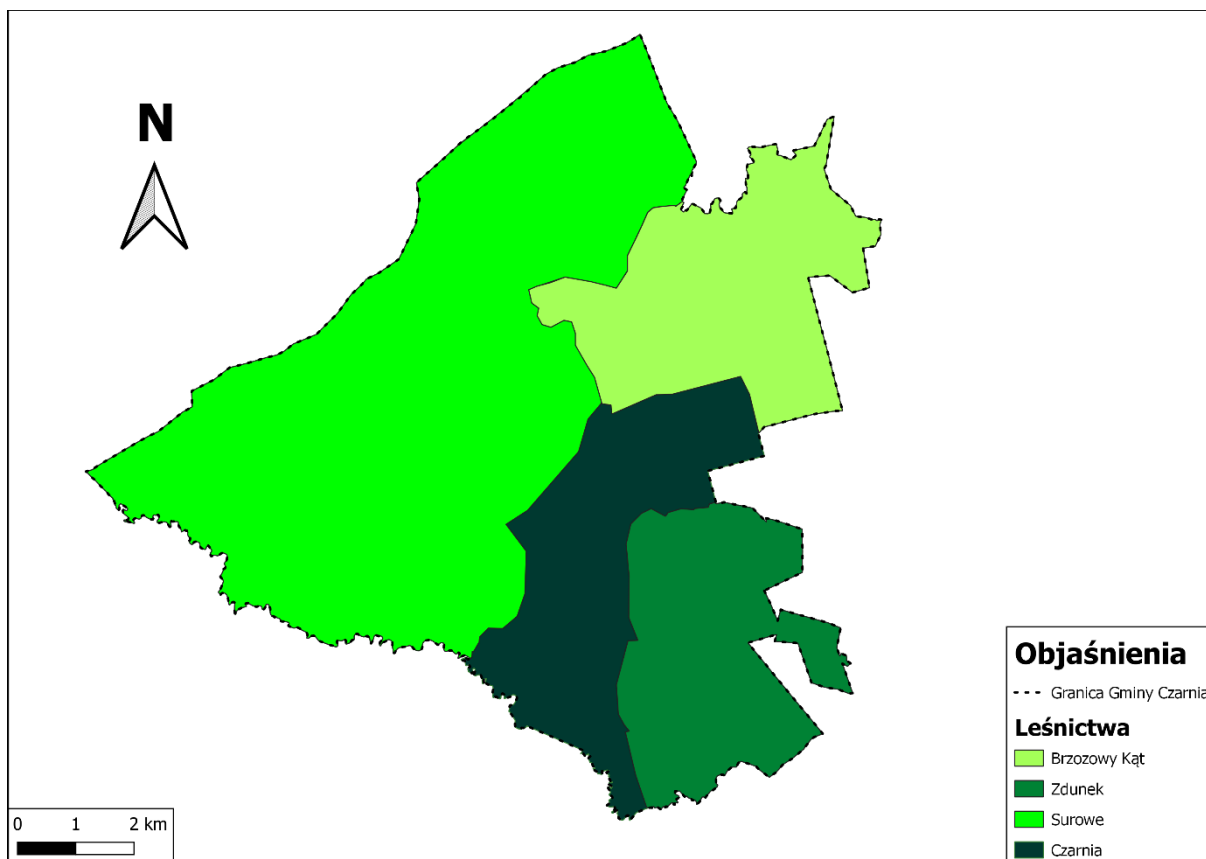 N
Objaśnienia
Granica Gminy Czarnia
Leśnictwa
Brzozowy Kąt
Zdunek
Surowe
Czarnia
0 1 2 km